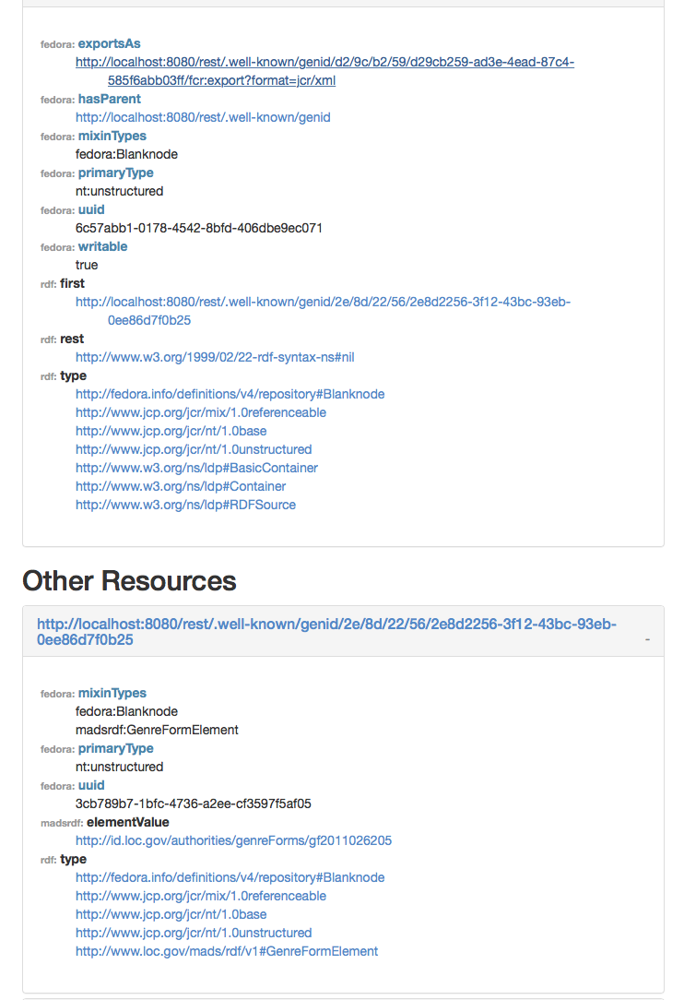 fedora: exportsAs
http://localhost:8080/rest/.well-known/genid/d2/9c/b2/59/d29cb259-ad3e-4ead-87c4-
585f6abb03ff/fcr:export?format=jcr/xml
fedora: hasParent
http://localhost:8080/rest/.well-known/genid
fedora: mixinTypes
fedora:Blanknode
fedora: primaryType
nt:unstructured
fedora: uuid
6c57abb1-0178-4542-8bfd-406dbe9ec071
fedora: writable
true
rdf: first
http://localhost:8080/rest/.well-known/genid/2e/8d/22/56/2e8d2256-3f12-43bc-93eb-
0ee86d7f0b25
rdf: rest
http://www.w3.org/1999/02/22-rdf-syntax-ns#nil
rdf: type
http://fedora.info/definitions/v4/repository#Blanknode
http://www.jcp.org/jcr/mix/1.0referenceable
http://www.jcp.org/jcr/nt/1.0base
http://www.jcp.org/jcr/nt/1.0unstructured
http://www.w3.org/ns/ldp#BasicContainer
http://www.w3.org/ns/ldp#Container
http://www.w3.org/ns/ldp#RDFSource
Other Resources
http://localhost:8080/rest/.well-known/genid/2e/8d/22/56/2e8d2256-3f12-43bc-93eb-
0ee86d7f0b25 -
fedora: mixinTypes
fedora:Blanknode
madsrdf:GenreFormElement
fedora: primaryType
nt:unstructured
fedora: uuid
3cb789b7-1bfc-4736-a2ee-cf3597f5af05
madsrdf: elementValue
http://id.loc.gov/authorities/genreForms/gf2011026205
rdf: type
http://fedora.info/definitions/v4/repository#Blanknode
http://www.jcp.org/jcr/mix/1.0referenceable
http://www.jcp.org/jcr/nt/1.0base
http://www.jcp.org/jcr/nt/1.0unstructured
http://www.loc.gov/mads/rdf/v1#GenreFormElement